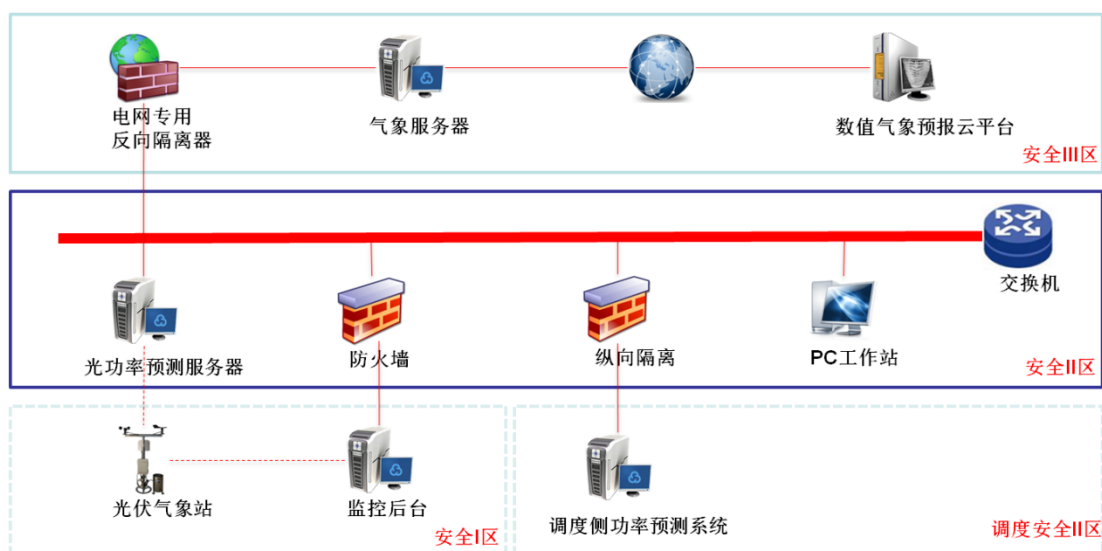 电网专用
反向隔离器
气象服务器
数值气象预报云平台
安全III区
交换机
光功率预测服务器
防火墙
纵向隔离
PC工作站
安全II区
光伏气象站
监控后台
安全I区
调度侧功率预测系统
调度安全II区